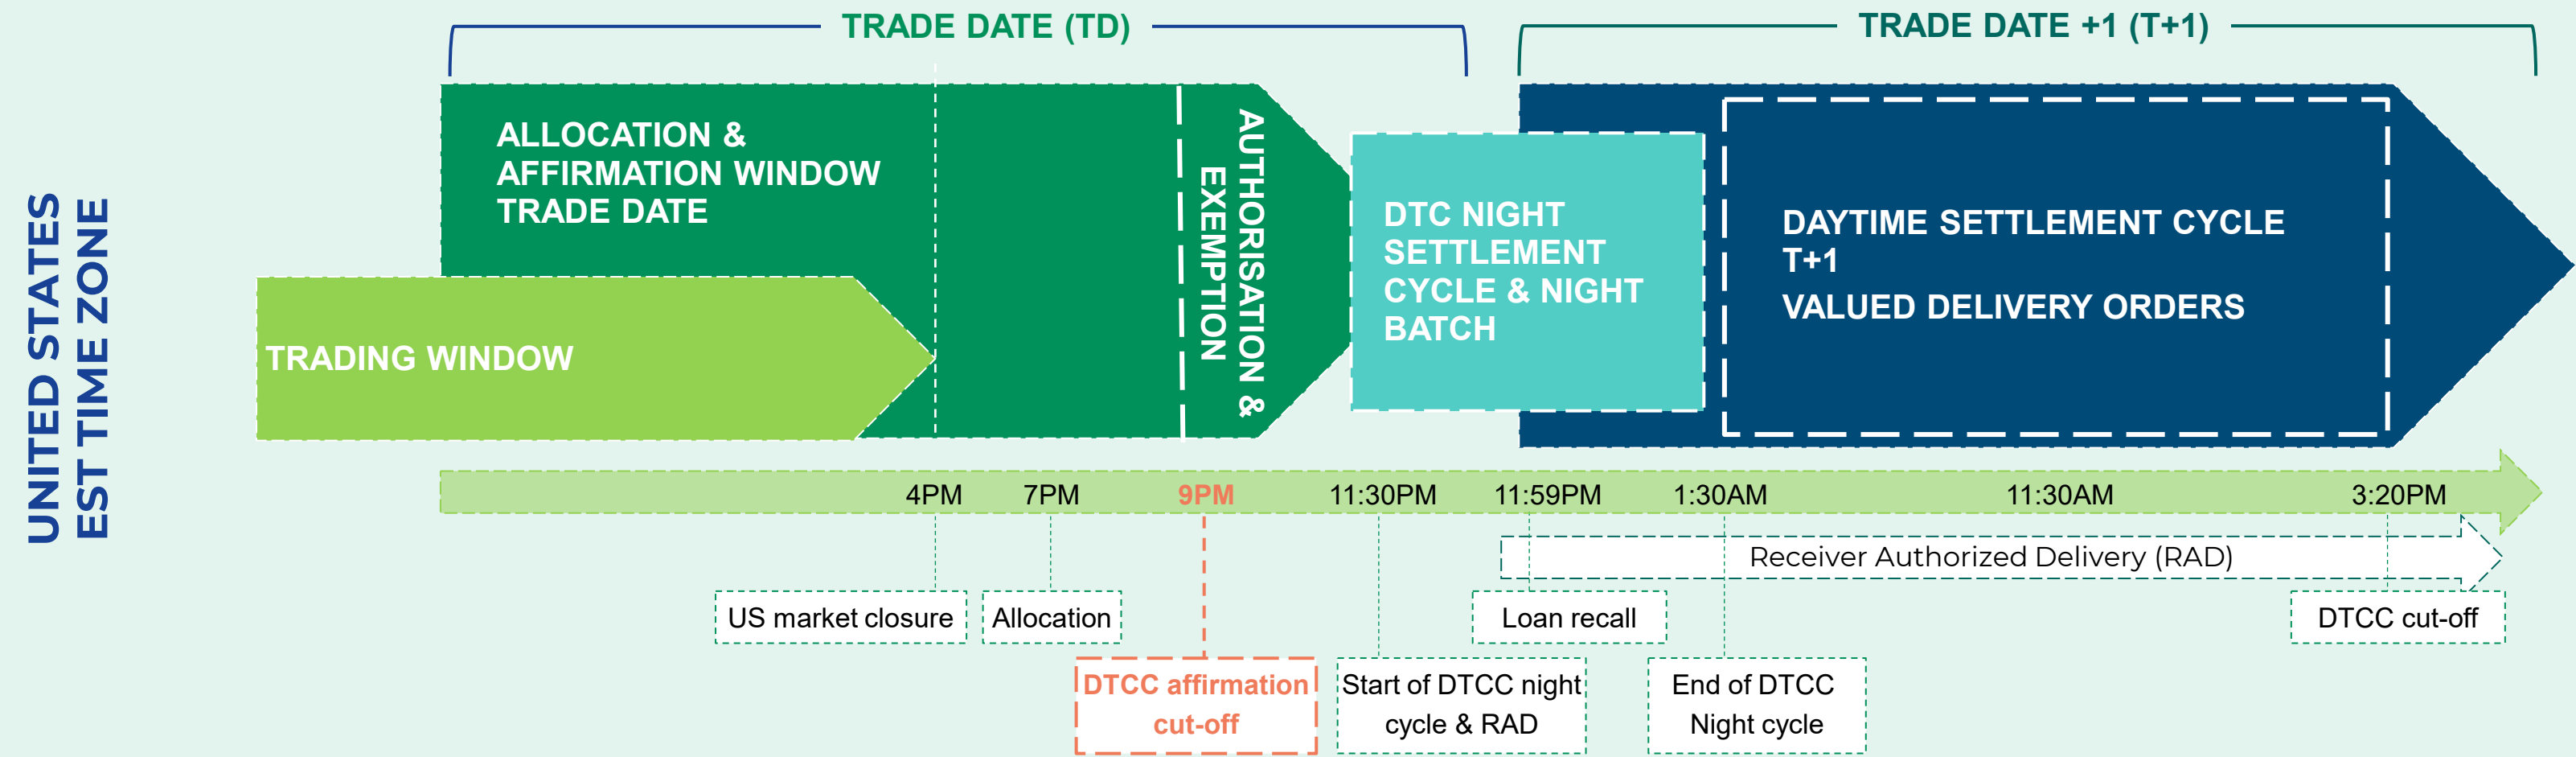 TRADE DATE (TD)
TRADE DATE +1 (T+1)
UNITED STATES
EST TIME ZONE
ALLOCATION &
AFFIRMATION WINDOW
TRADE DATE
TRADING WINDOW
AUTHORISATION &
EXEMPTION
DTC NIGHT
SETTLEMENT
CYCLE & NIGHT
BATCH
DAYTIME SETTLEMENT CYCLE
T+1
VALUED DELIVERY ORDERS
4PM 7PM 9PM 11:30PM 11:59PM 1:30AM 11:30AM 3:20PM
Receiver Authorized Delivery (RAD)
US market closure
Allocation
Loan recall
DTCC cut-off
DTCC affirmation
cut-off
Start of DTCC night
cycle & RAD
End of DTCC
Night cycle